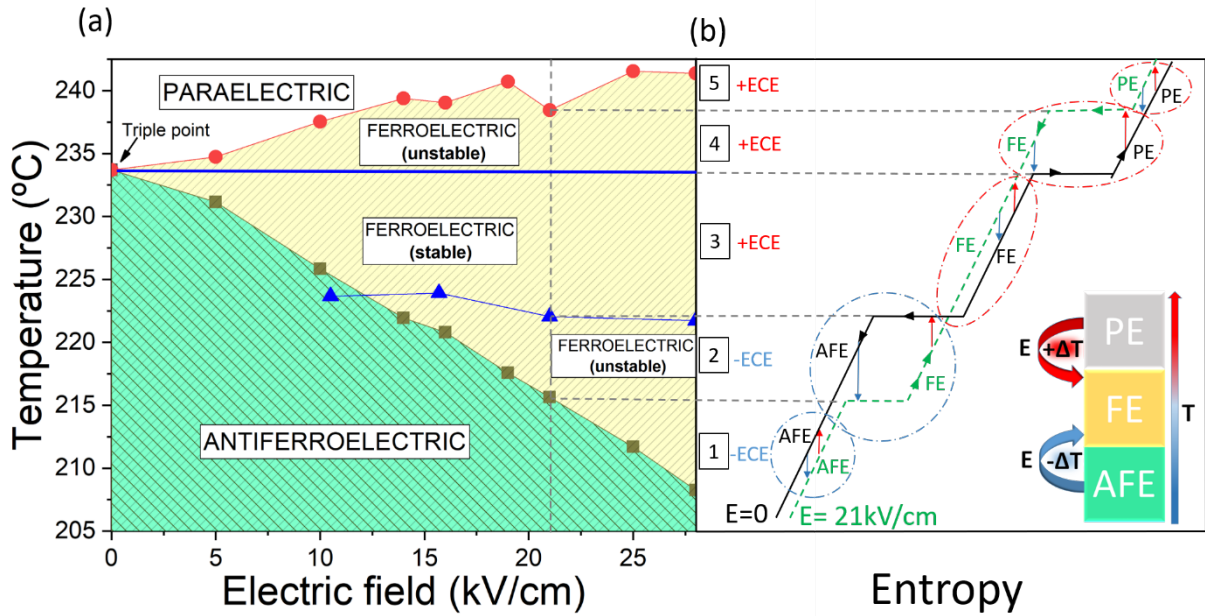 (a)
240
235
230
225
220
215
210
205
Temperature (ºC)
PARAELECTRIC
Triple point
FERROELECTRIC
(unstable)
FERROELECTRIC
(stable)
FERROELECTRIC
(unstable)
ANTIFERROELECTRIC
0 5 10 15 20 25
Electric field (kV/cm)
(b)
5 +ECE
4 +ECE
3 +ECE
2 -ECE
1 -ECE
PE
PE
FE
PE
FE
FE
AFE
FE
AFE
AFE
E=0
E= 21kV/cm
PE
E +ΔT
FE
T
E -ΔT
AFE
Entropy